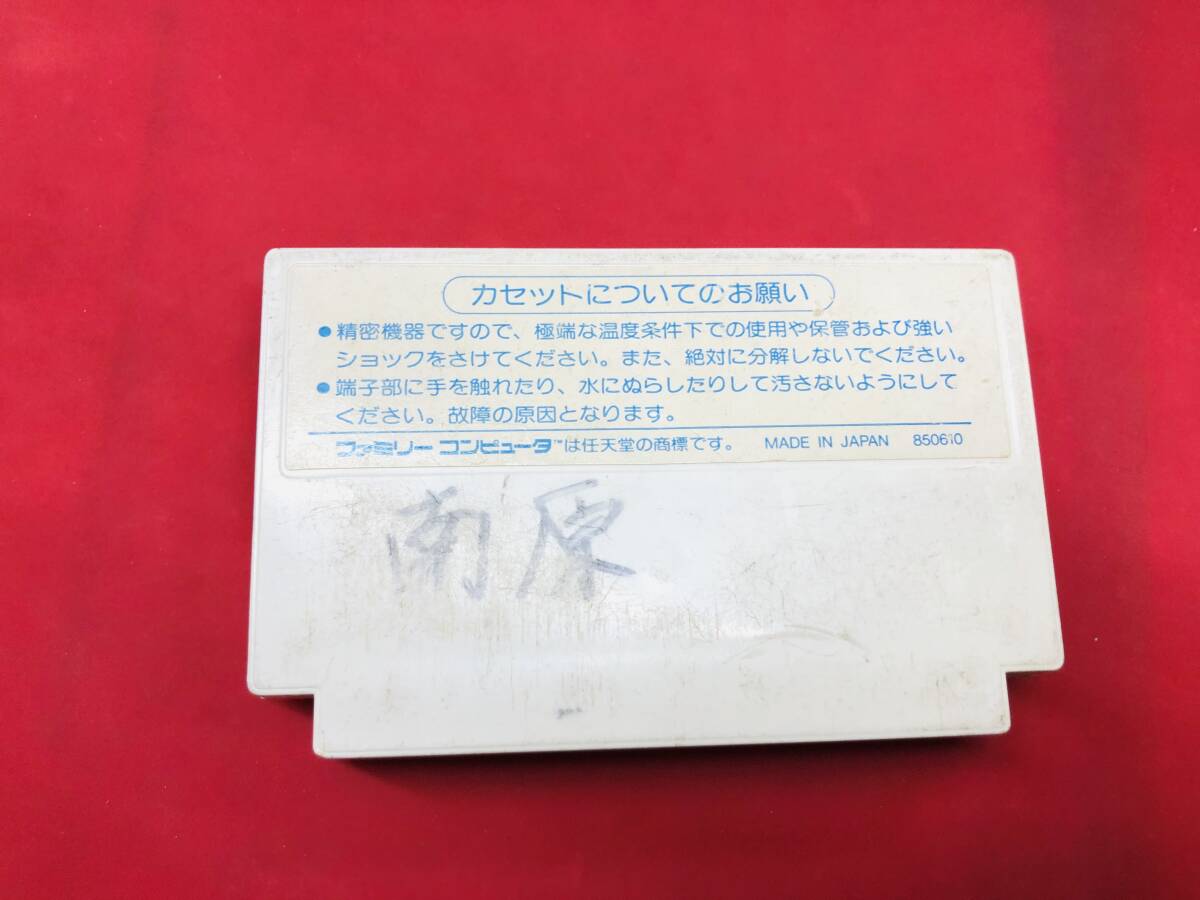 カセットについてのお願い
●精密機器ですので、極端な温度条件下での使用や保管および強い
ショックをさけてください。また、絶対に分解しないでください。
●端子部に手を触れたり、水にぬらしたりして汚さないようにして
ください。故障の原因となります。
ファミリーコンピュータ™は任天堂の商標です。 MADE IN JAPAN 850610
南原